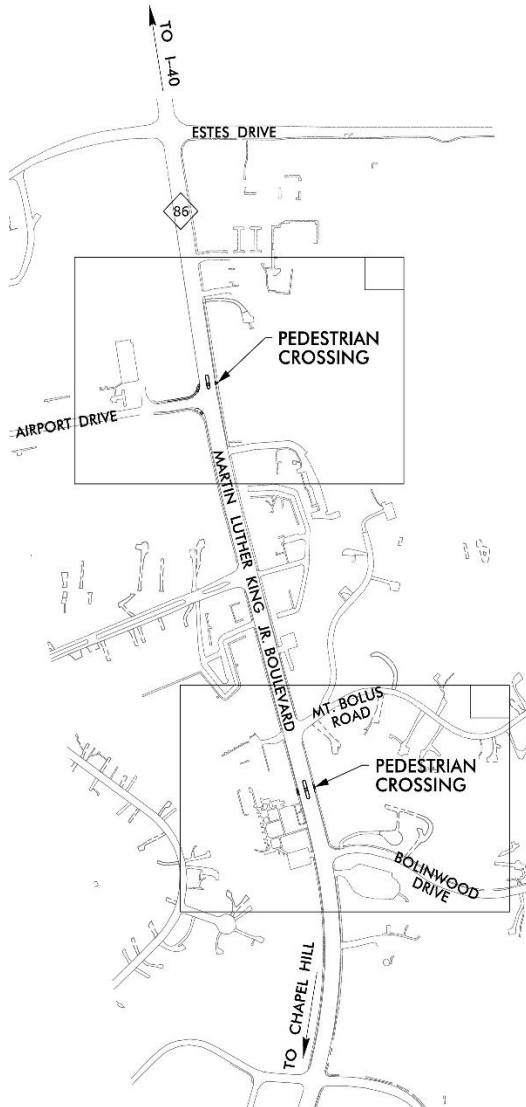 TO I-40
ESTES DRIVE
86
PEDESTRIAN
CROSSING
AIRPORT DRIVE
MARTIN LUTHER KING JR. BOULEVARD
MT. BOLUS
ROAD
PEDESTRIAN
CROSSING
BOLINWOOD
DRIVE
TO CHAPEL HILL